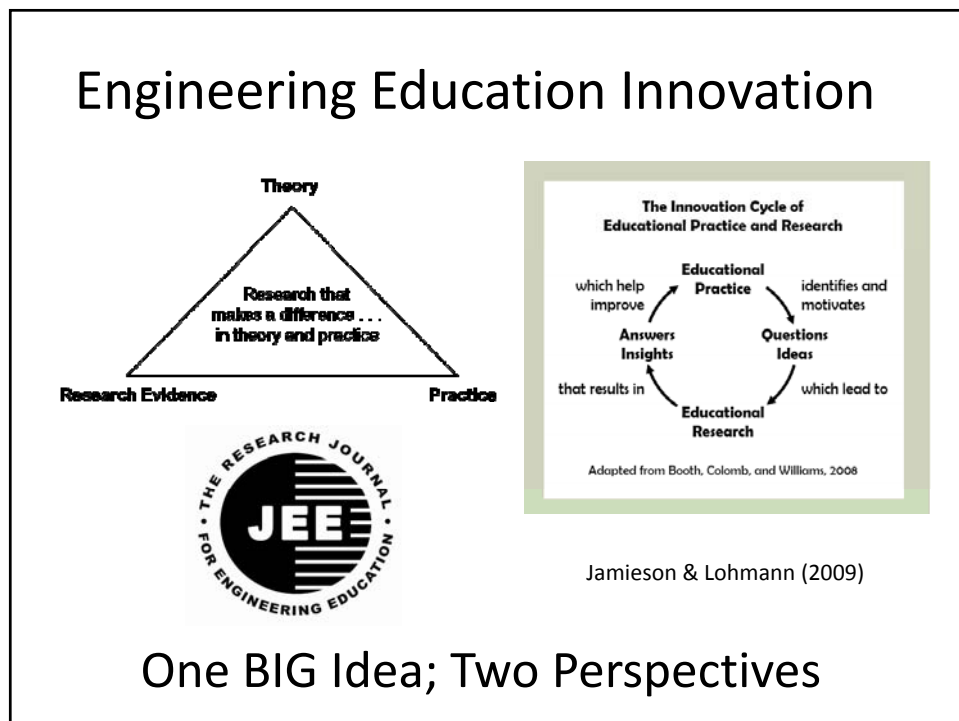 Engineering Education Innovation
Theory
Research that
makes a difference . . .
in theory and practice
Research Evidence
Practice
THE RESEARCH JOURNAL
JEE
FOR ENGINEERING EDUCATION
The Innovation Cycle of
Educational Practice and Research
Educational
Practice
identifies and
motivates
Questions
Ideas
which lead to
Educational
Research
that results in
Answers
Insights
which help
improve
Adapted from Booth, Colomb, and Williams, 2008
Jamieson & Lohmann (2009)
One BIG Idea; Two Perspectives